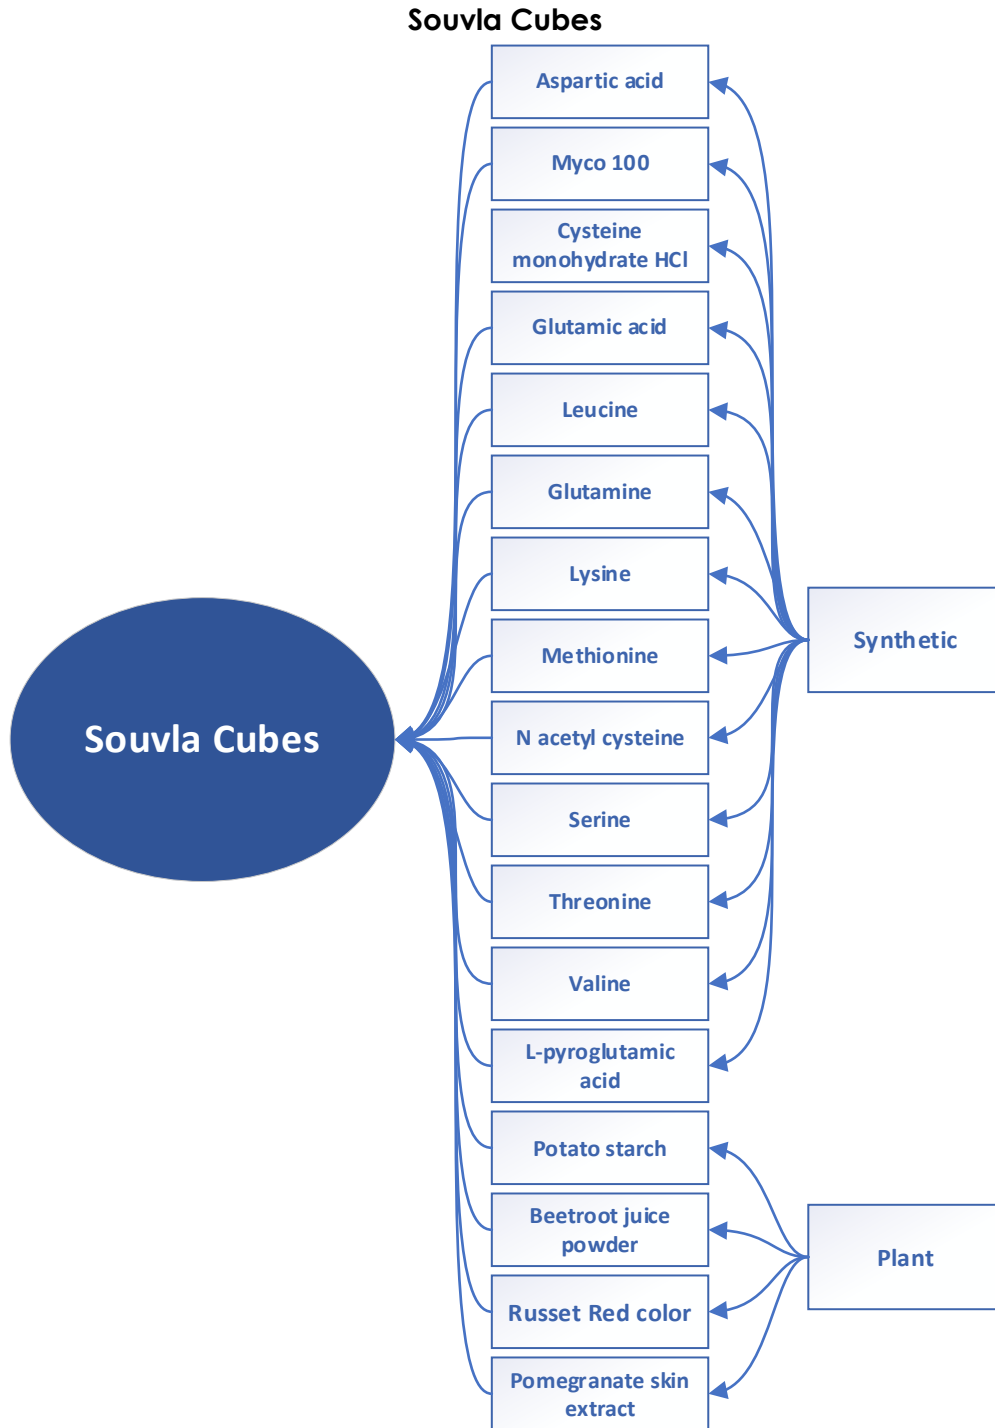 Souvla Cubes
Aspartic acid
Myco 100
Cysteine
monohydrate HCl
Glutamic acid
Leucine
Glutamine
Lysine
Methionine
N acetyl cysteine
Serine
Threonine
Valine
L-pyroglutamic
acid
Potato starch
Beetroot juice
powder
Russet Red color
Pomegranate skin
extract
Souvla Cubes
Synthetic
Plant